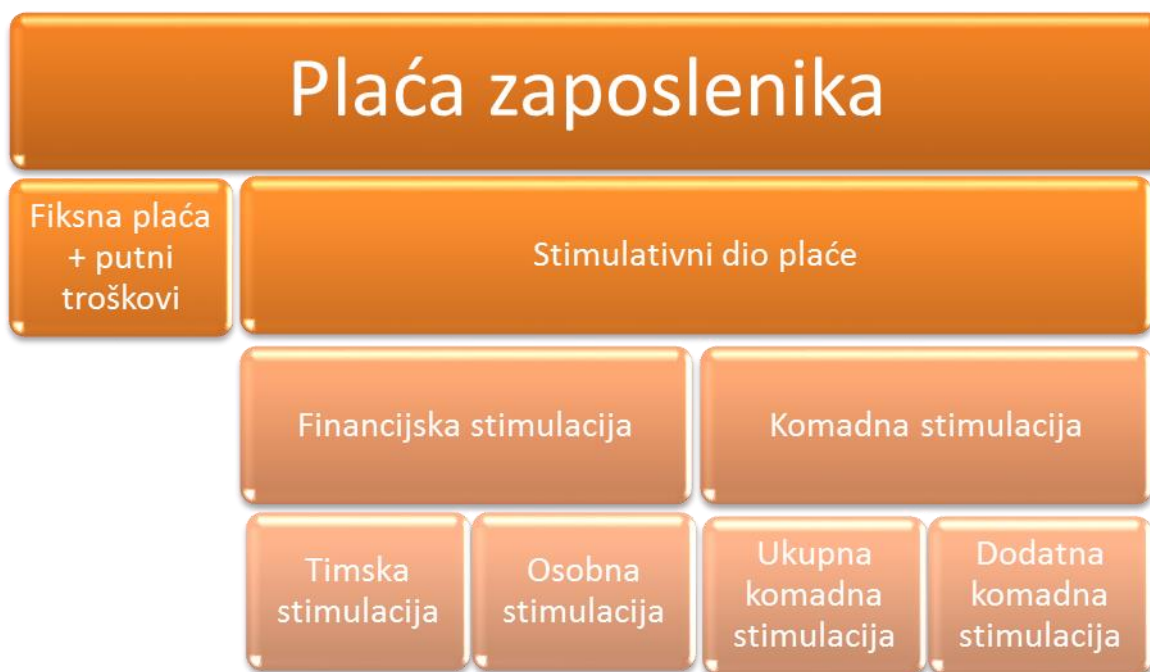 Plaća zaposlenika
Fiksna plaća
+ putni
troškovi
Stimulativni dio plaće
Financijska stimulacija
Komadna stimulacija
Timska
stimulacija
Osobna
stimulacija
Ukupna
komadna
stimulacija
Dodatna
komadna
stimulacija